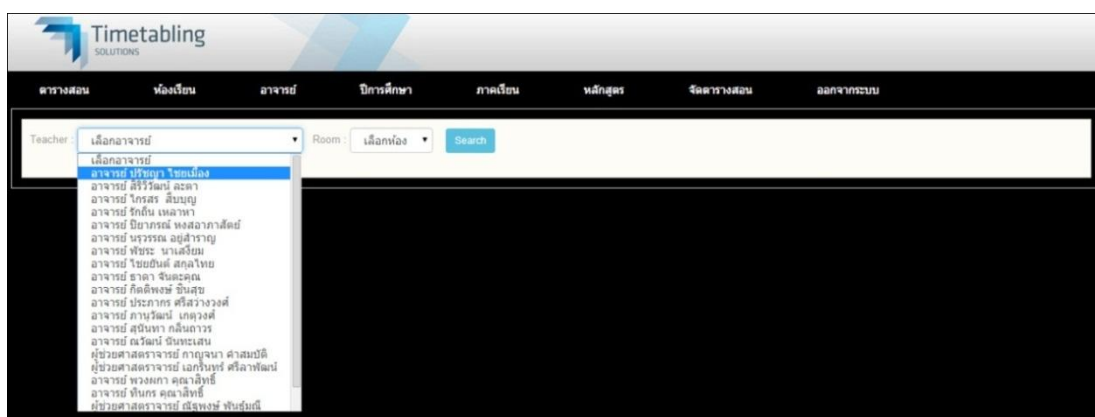 Timetabling
SOLUTIONS
ตารางสอน ห้องเรียน อาจารย์ ปีการศึกษา ภาคเรียน หลักสูตร จัดตารางสอน ออกจากระบบ
Teacher : เลือกอาจารย์ Room : เลือกห้อง Search
เลือกอาจารย์
อาจารย์ ปรัชญา ไชยเมือง
อาจารย์ สิริวัฒน์ ละตา
อาจารย์ ไกรสร สืบบุญ
อาจารย์ รักถิ่น เหลาหา
อาจารย์ ปิยาภรณ์ หงสอาภาสัตย์
อาจารย์ นรุวรรณ อยู่สำราญ
อาจารย์ พัชระ นาเสงี่ยม
อาจารย์ ไชยยันต์ สกุลไทย
อาจารย์ ธาดา จันตะคุณ
อาจารย์ กิตติพงษ์ ชิ้นสุข
อาจารย์ ประภากร ศรีสว่างวงศ์
อาจารย์ ภานุวัฒน์ เกตุวงศ์
อาจารย์ สุนันทา กลิ่นถาวร
อาจารย์ ณวัฒน์ นันทะเสน
ผู้ช่วยศาสตราจารย์ กาญจนา คำสมบัติ
ผู้ช่วยศาสตราจารย์ เอกรินทร์ ศรีลาพัฒน์
อาจารย์ พวงผกา คุณาสิทธิ์
อาจารย์ ทินกร คุณาสิทธิ์
ผู้ช่วยศาสตราจารย์ ณัฐพงษ์ พันธุ์มณี